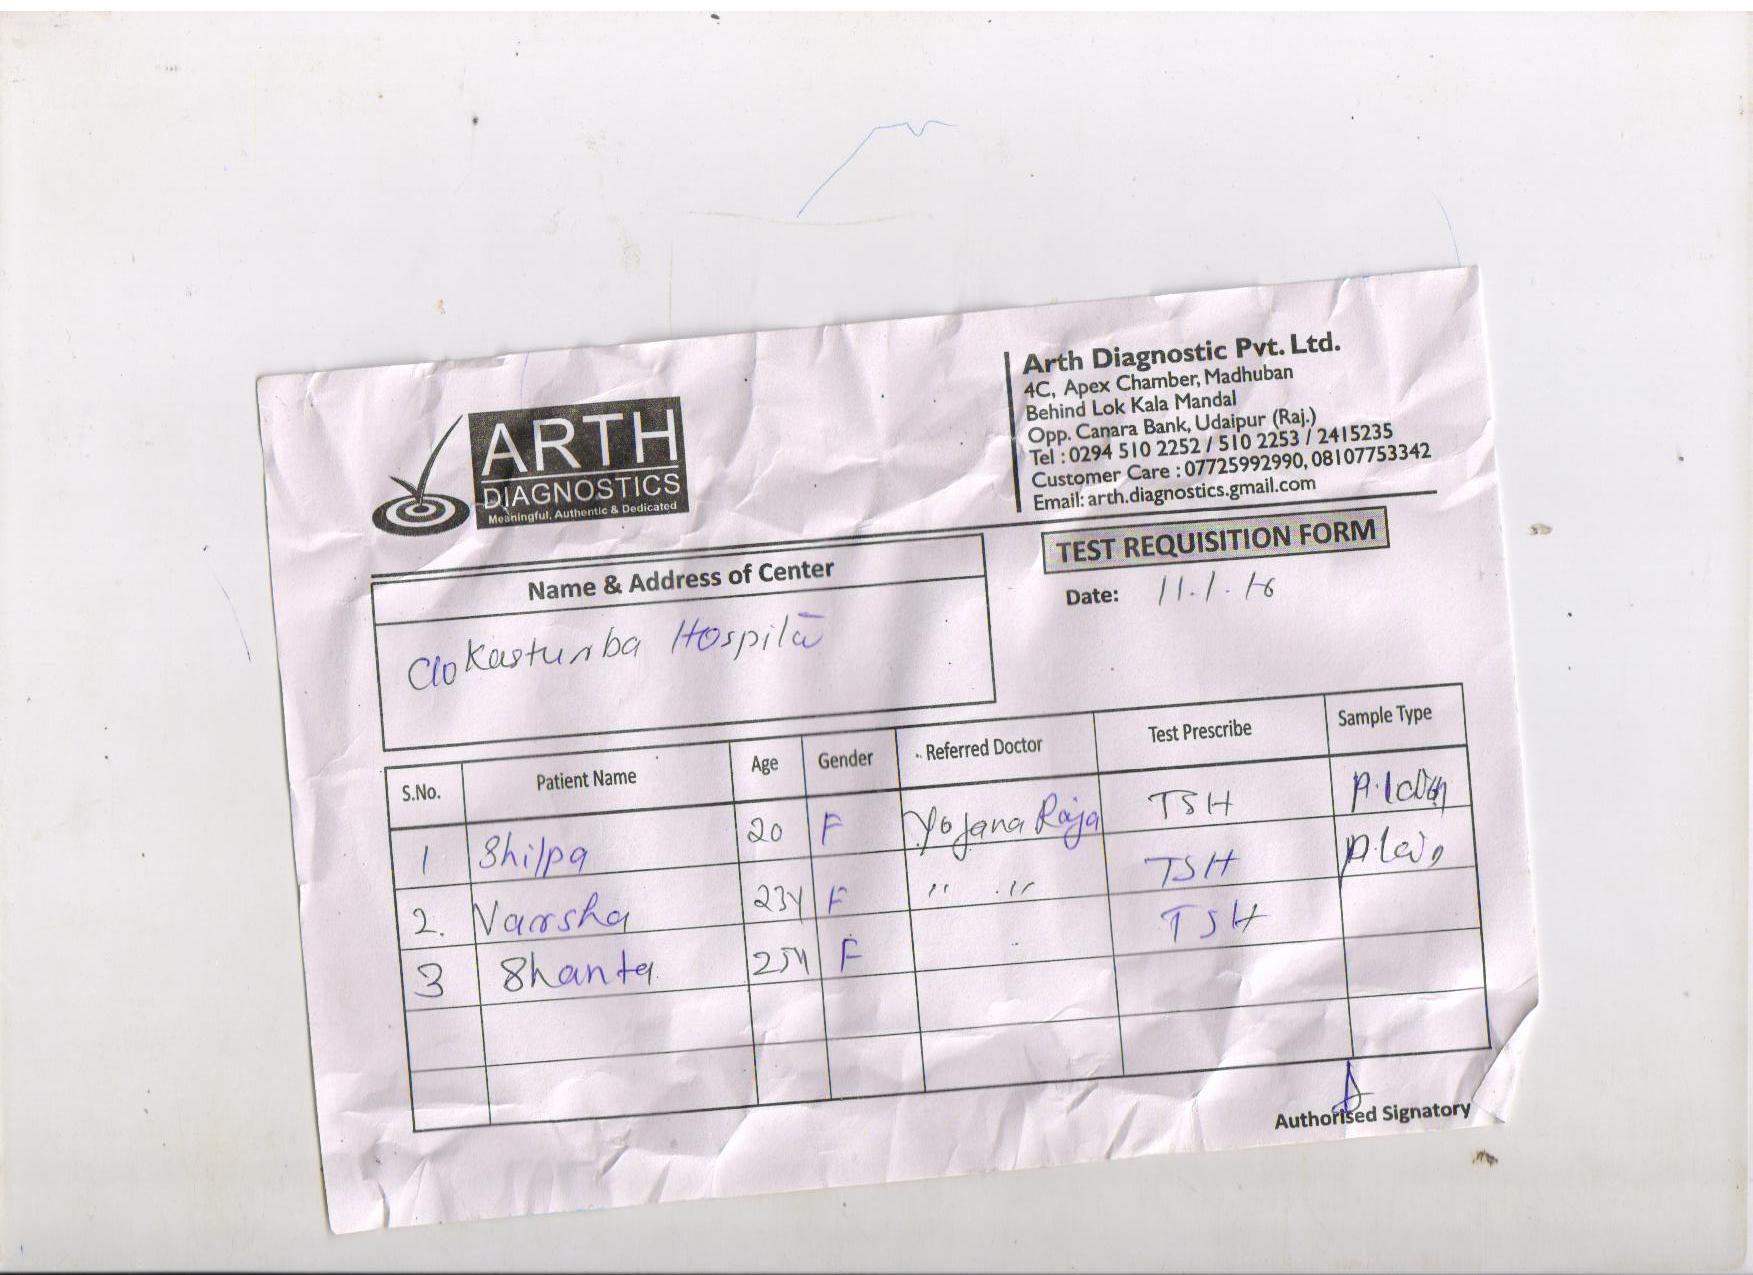 ARTH
DIAGNOSTICS
Meaningful, Authentic & Dedicated
Arth Diagnostic Pvt. Ltd.
4C, Apex Chamber, Madhuban
Behind Lok Kala Mandal
Opp. Canara Bank, Udaipur (Raj.)
Tel : 0294 510 2252 / 510 2253 / 2415235
Customer Care : 07725992990, 08107753342
Email: arth.diagnostics.gmail.com
TEST REQUISITION FORM
Date: 11.1.16
Name & Address of Center
C/o Kasturba Hospita
S.No. Patient Name Age Gender Referred Doctor Test Prescribe Sample Type
1 Shilpa 20 F Yojana Raja TSH
2. Varsha 23Y F " " TSH
3 Shanta 25Y F TSH
Authorised Signatory